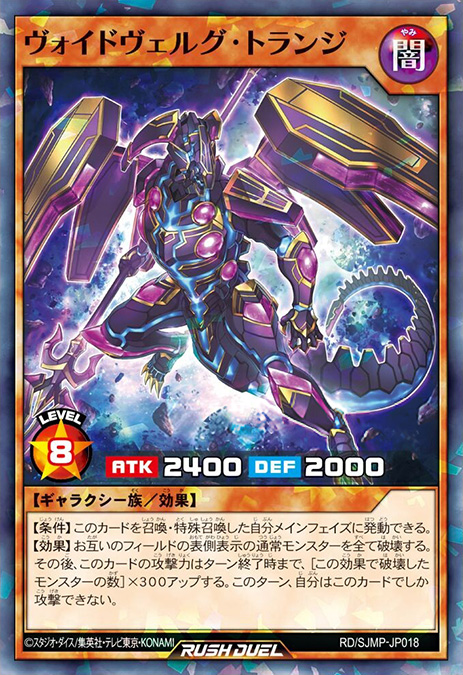 ヴォイドヴェルグ・トランジ
やみ
闇
LEVEL
8
ATK 2400 DEF 2000
【ギャラクシー族／効果】
【条件】このカードを召喚・特殊召喚した自分メインフェイズに発動できる。
【効果】お互いのフィールドの表側表示の通常モンスターを全て破壊する。
その後、このカードの攻撃力はターン終了時まで、[この効果で破壊した
モンスターの数]×300アップする。このターン、自分はこのカードでしか
攻撃できない。
©スタジオ・ダイス/集英社・テレビ東京・KONAMI
RUSH DUEL
RD/SJMP-JP018